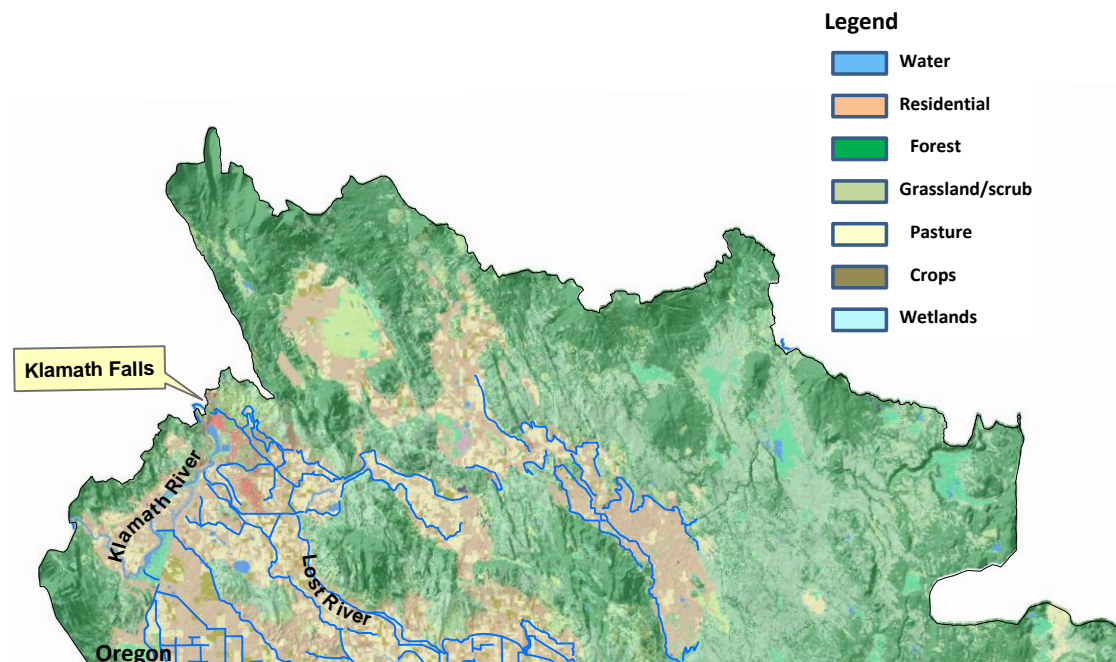 Legend
Water
Residential
Forest
Grassland/scrub
Pasture
Crops
Wetlands
Klamath Falls
Klamath River
Lost River
Oregon